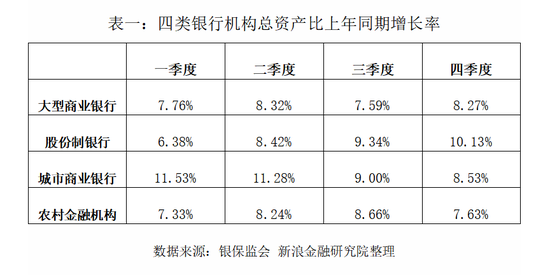 表一：四类银行机构总资产比上年同期增长率
一季度 二季度 三季度 四季度
大型商业银行 7.76% 8.32% 7.59% 8.27%
股份制银行 6.38% 8.42% 9.34% 10.13%
城市商业银行 11.53% 11.28% 9.00% 8.53%
农村金融机构 7.33% 8.24% 8.66% 7.63%
数据来源：银保监会 新浪金融研究院整理